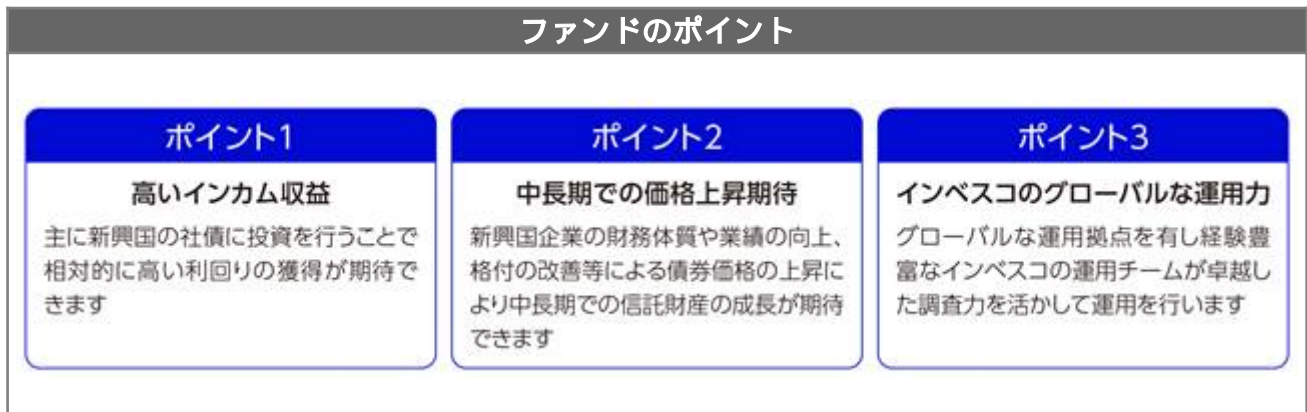 ファンドのポイント
ポイント1
高いインカム収益
主に新興国の社債に投資を行うことで
相対的に高い利回りの獲得が期待で
きます
ポイント2
中長期での価格上昇期待
新興国企業の財務体質や業績の向上、
格付の改善等による債券価格の上昇に
より中長期での信託財産の成長が期待
できます
ポイント3
インベスコのグローバルな運用力
グローバルな運用拠点を有し経験豊
富なインベスコの運用チームが卓越し
た調査力を活かして運用を行います